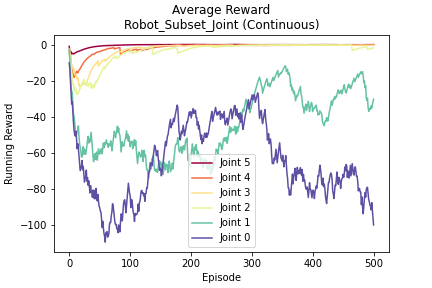 Average Reward
Robot_Subset_Joint (Continuous)
0
−20
−40
−60
−80
−100
Running Reward
Joint 5
Joint 4
Joint 3
Joint 2
Joint 1
Joint 0
0 100 200 300 400 500
Episode